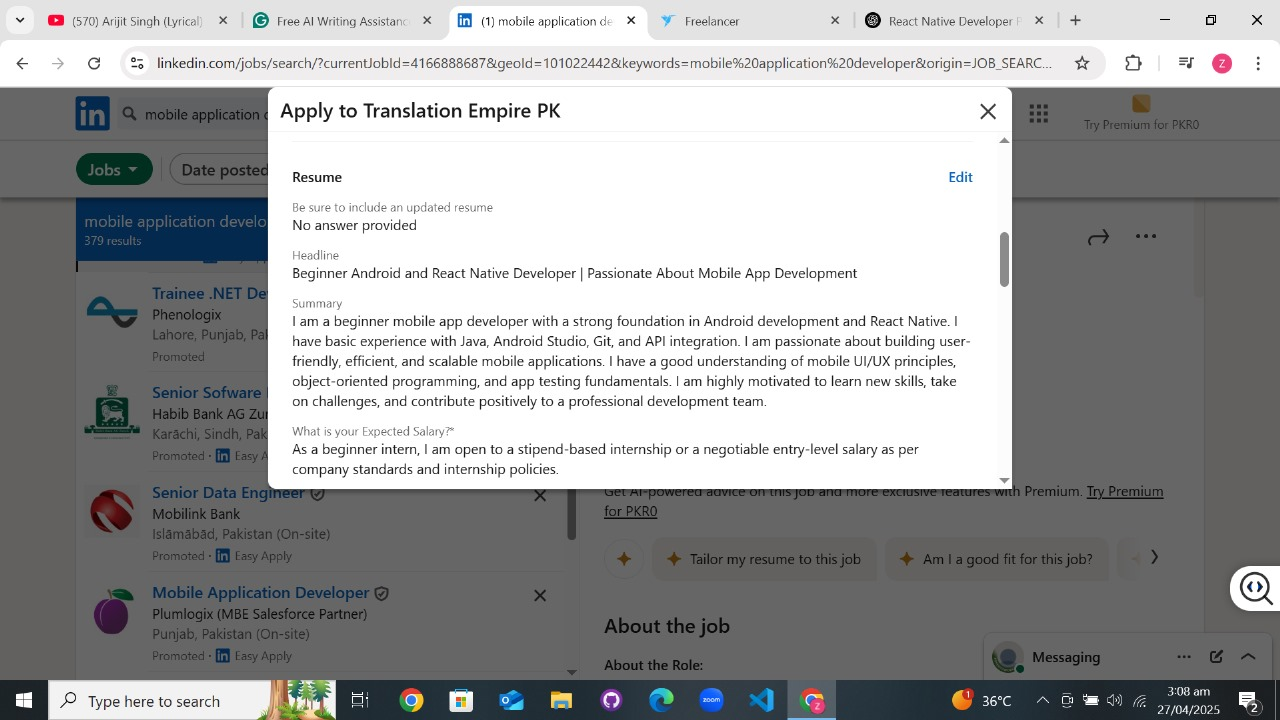 (570) Arijit Singh (Lyrical)
Free AI Writing Assistanc
(1) mobile application de
Freelancer
React Native Developer F
linkedin.com/jobs/search/?currentJobId=4166888687&geoId=101022442&keywords=mobile%20application%20developer&origin=JOB_SEARC...
Z
in
mobile application d
Try Premium for PKR0
Jobs
Date posted
mobile application develo
379 results
Apply to Translation Empire PK
Resume
Edit
Be sure to include an updated resume
No answer provided
Headline
Beginner Android and React Native Developer | Passionate About Mobile App Development
Summary
I am a beginner mobile app developer with a strong foundation in Android development and React Native. I
have basic experience with Java, Android Studio, Git, and API integration. I am passionate about building user-
friendly, efficient, and scalable mobile applications. I have a good understanding of mobile UI/UX principles,
object-oriented programming, and app testing fundamentals. I am highly motivated to learn new skills, take
on challenges, and contribute positively to a professional development team.
What is your Expected Salary?*
As a beginner intern, I am open to a stipend-based internship or a negotiable entry-level salary as per
company standards and internship policies.
Trainee .NET De
Phenologix
Lahore, Punjab, Pak
Promoted
Senior Sofware
Habib Bank AG Zur
Karāchi, Sindh, Pak
Promoted · in Easy A
Senior Data Engineer
Mobilink Bank
Islāmābād, Pakistan (On-site)
Promoted · in Easy Apply
Mobile Application Developer
Plumlogix (MBE Salesforce Partner)
Punjab, Pakistan (On-site)
Promoted · in Easy Apply
Get AI-powered advice on this job and more exclusive features with Premium. Try Premium
for PKR0
Tailor my resume to this job
Am I a good fit for this job?
About the job
About the Role:
Messaging
Type here to search
zoom
1
36°C
3:08 am
27/04/2025
2